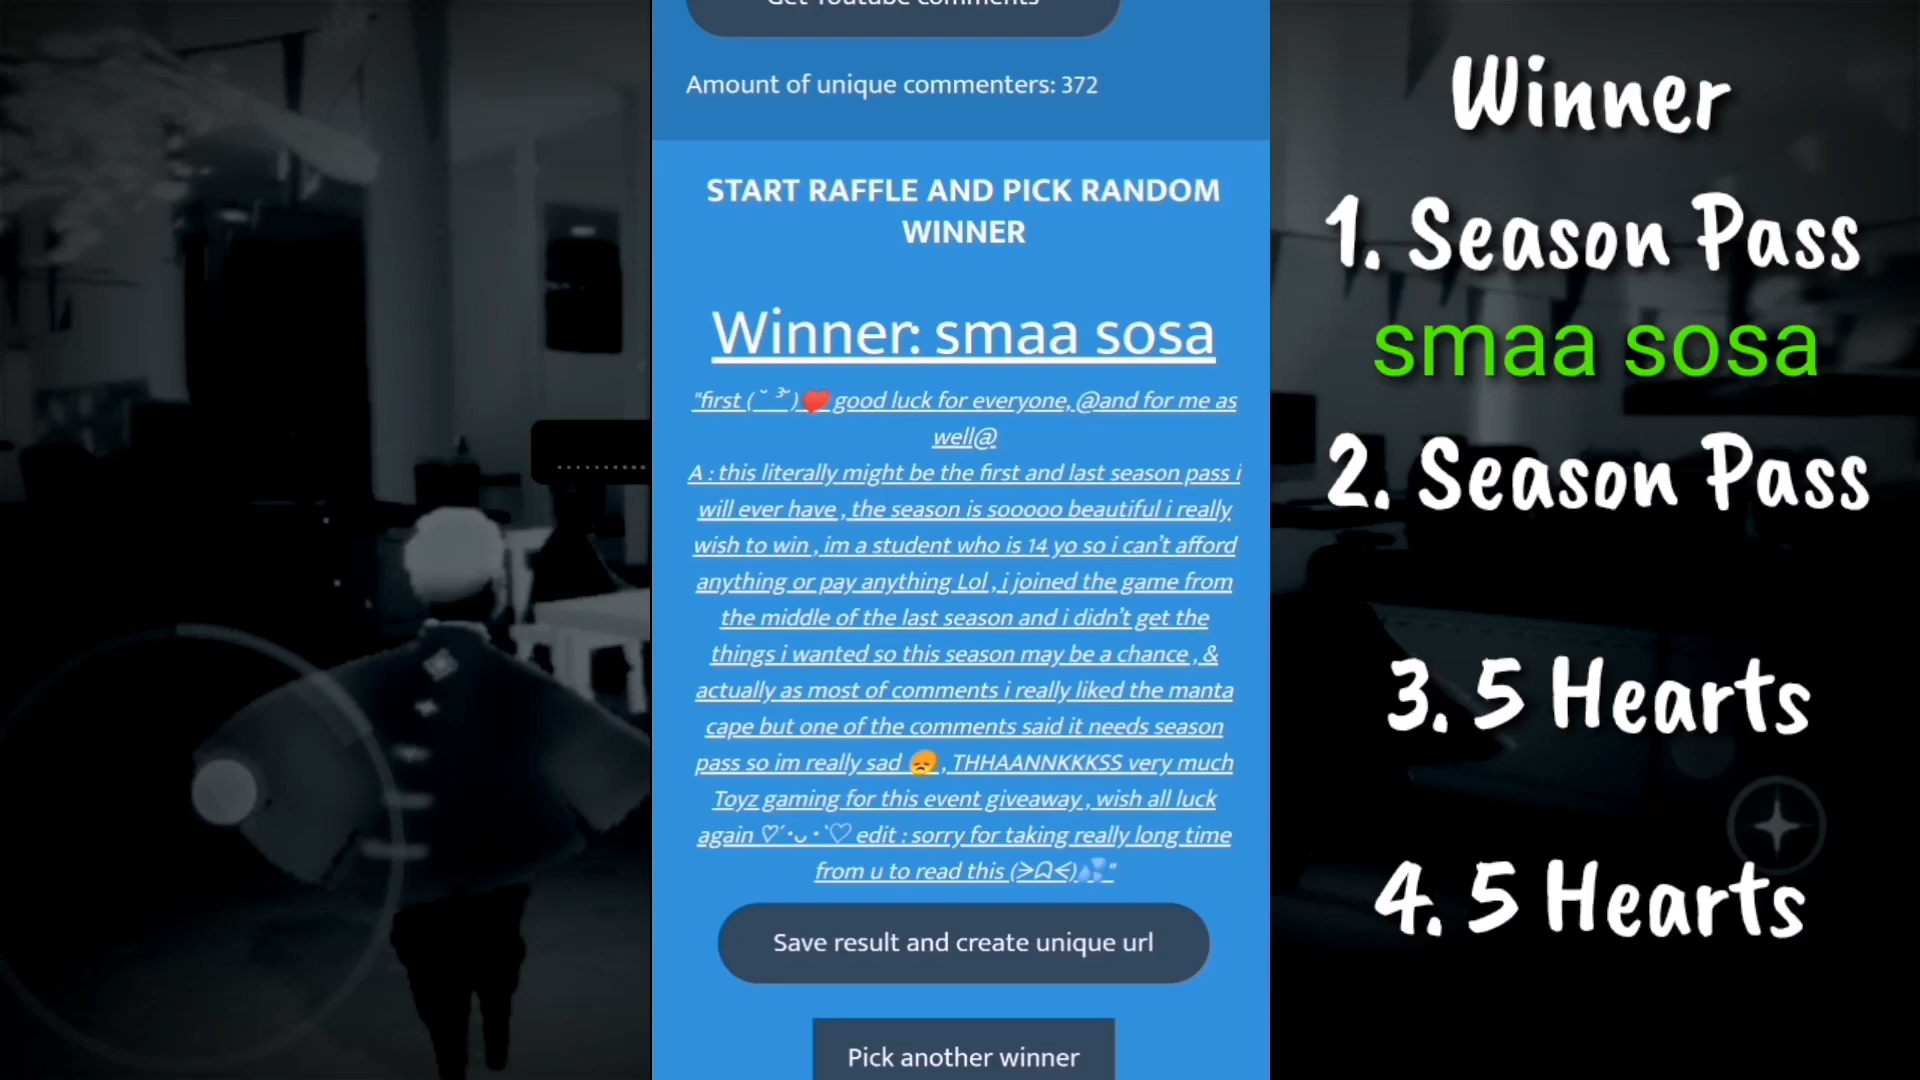 Get Youtube comments
Amount of unique commenters: 372
START RAFFLE AND PICK RANDOM
WINNER
Winner: smaa sosa
"first (˘ ³˘)❤️ good luck for everyone, @and for me as
well@
A : this literally might be the first and last season pass i
will ever have , the season is sooooo beautiful i really
wish to win , im a student who is 14 yo so i can’t afford
anything or pay anything Lol , i joined the game from
the middle of the last season and i didn’t get the
things i wanted so this season may be a chance , &
actually as most of comments i really liked the manta
cape but one of the comments said it needs season
pass so im really sad 😞 , THHAANNKKKSS very much
Toyz gaming for this event giveaway , wish all luck
again ♡´･ᴗ･`♡ edit : sorry for taking really long time
from u to read this (ᗒᗣᗕ)💦"
Save result and create unique url
Pick another winner
Winner
1. Season Pass
smaa sosa
2. Season Pass
3. 5 Hearts
4. 5 Hearts